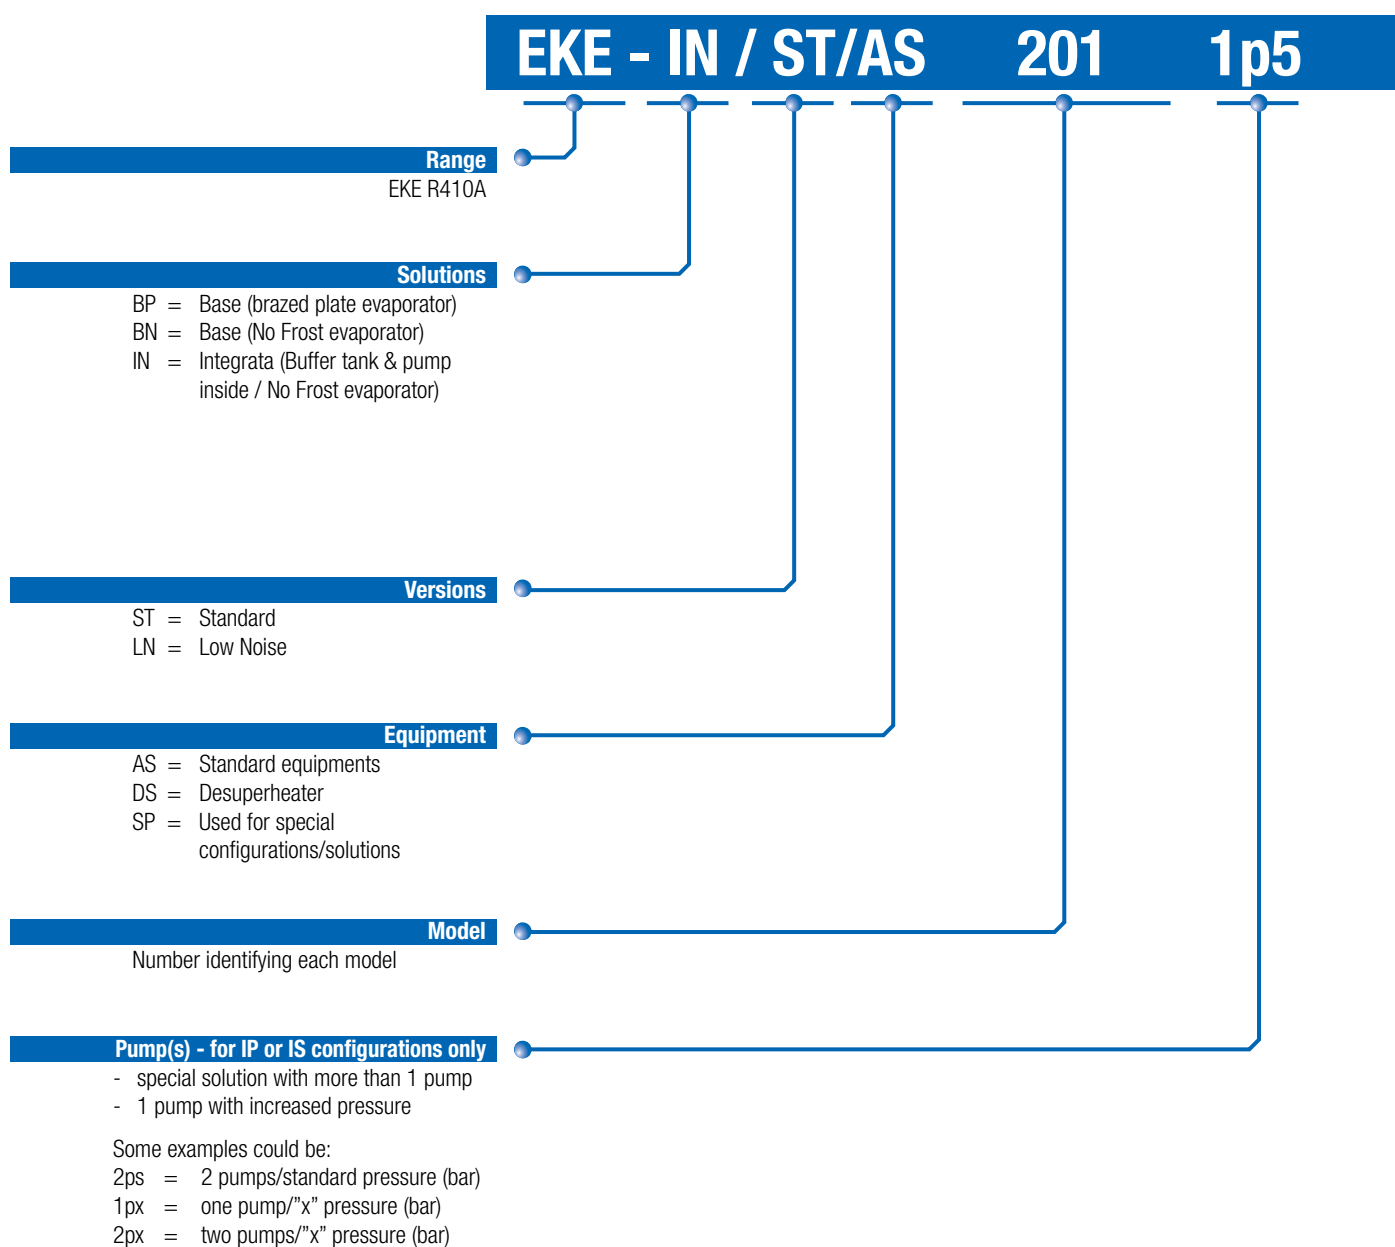 EKE - IN / ST/AS 201 1p5
Range
EKE R410A
Solutions
BP = Base (brazed plate evaporator)
BN = Base (No Frost evaporator)
IN = Integrata (Buffer tank & pump
inside / No Frost evaporator)
Versions
ST = Standard
LN = Low Noise
Equipment
AS = Standard equipments
DS = Desuperheater
SP = Used for special
configurations/solutions
Model
Number identifying each model
Pump(s) - for IP or IS configurations only
- special solution with more than 1 pump
- 1 pump with increased pressure
Some examples could be:
2ps = 2 pumps/standard pressure (bar)
1px = one pump/”x” pressure (bar)
2px = two pumps/”x” pressure (bar)